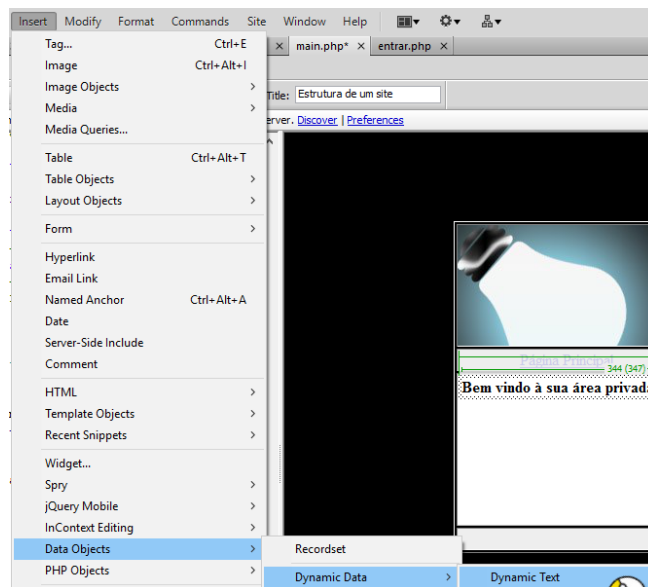 Insert Modify Format Commands Site Window Help
Tag... Ctrl+E
main.php* entrar.php
Image Ctrl+Alt+I
Image Objects
Title: Estrutura de um site
Media
erver. Discover | Preferences
Media Queries...
Table Ctrl+Alt+T
Table Objects
Layout Objects
Form
Hyperlink
Email Link
Named Anchor Ctrl+Alt+A
Date
Server-Side Include
Comment
Página Principal
344 (347)
HTML
Bem vindo à sua área privad
Template Objects
Recent Snippets
Widget...
Spry
jQuery Mobile
InContext Editing
Data Objects
Recordset
PHP Objects
Dynamic Data
Dynamic Text